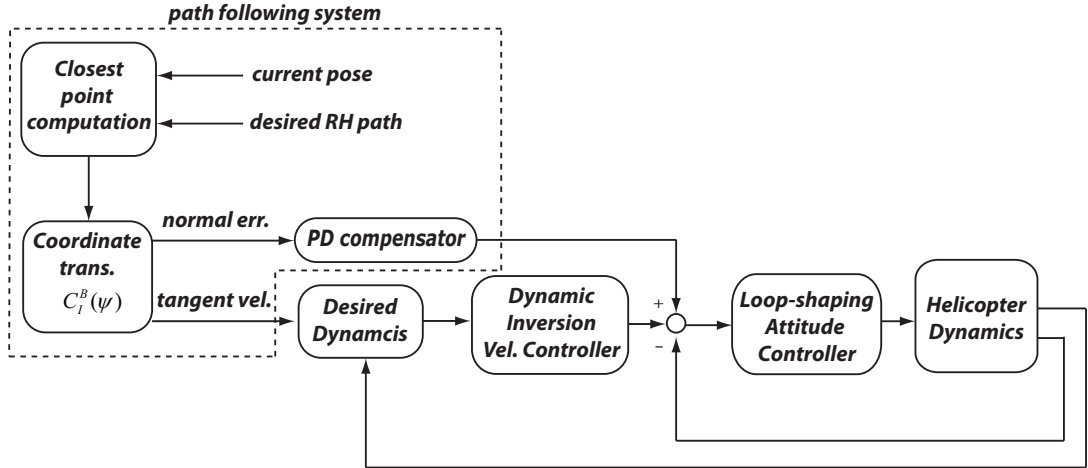 path following system
Closest
point
computation
current pose
desired RH path
normal err.
PD compensator
Coordinate
trans.
C_I^B(ψ)
tangent vel.
Desired
Dynamcis
Dynamic
Inversion
Vel. Controller
+
−
Loop-shaping
Attitude
Controller
Helicopter
Dynamics